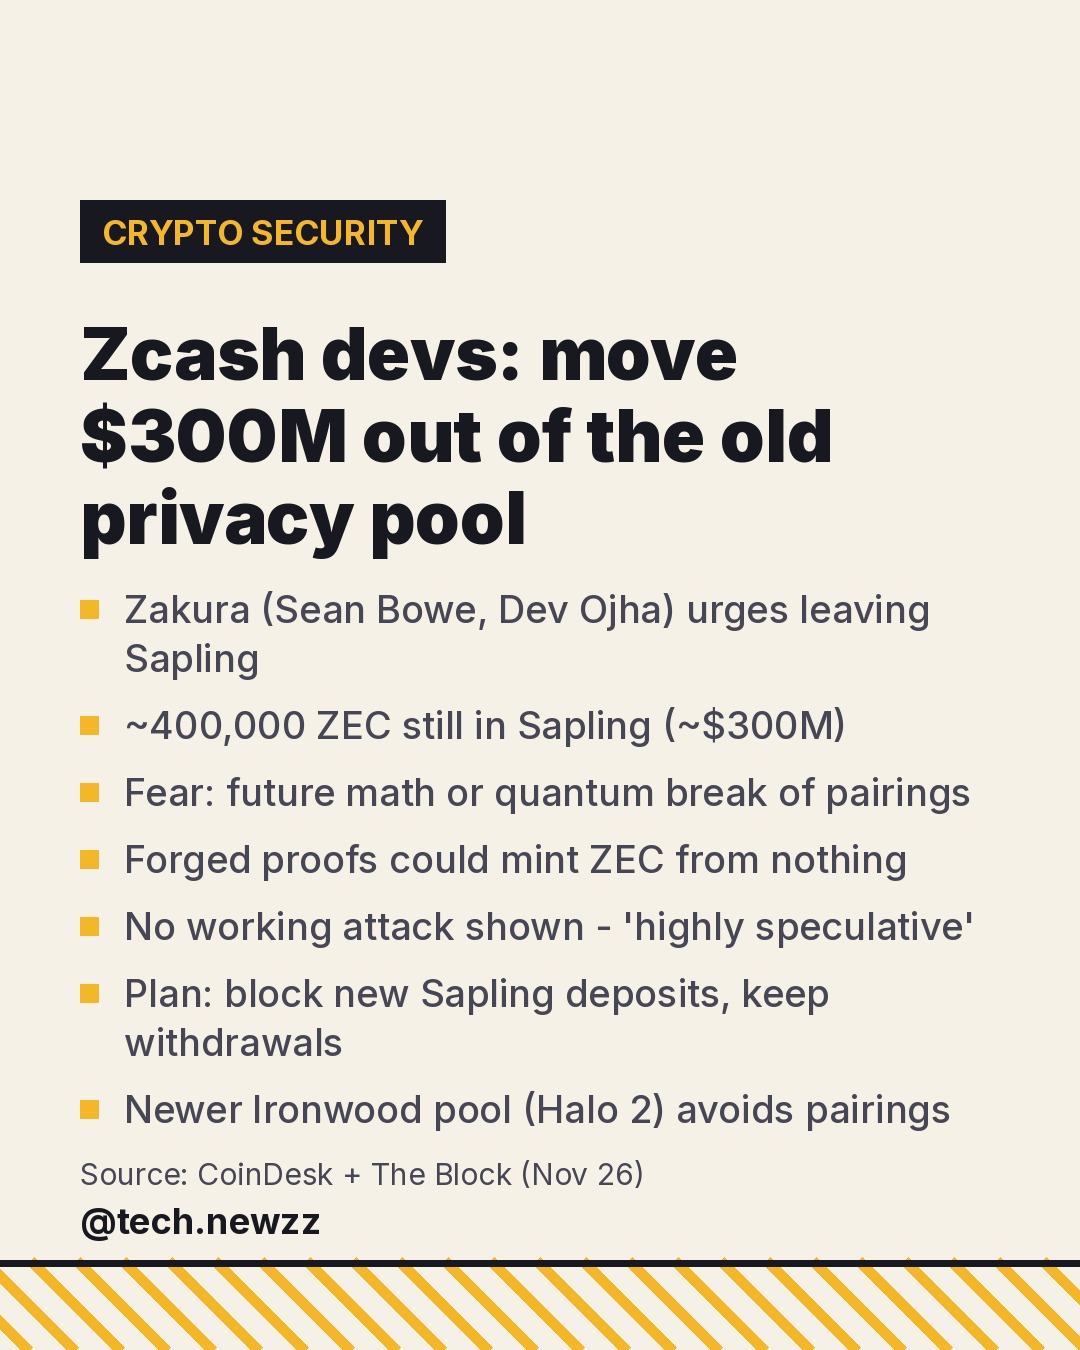 CRYPTO SECURITY
Zcash devs: move
$300M out of the old
privacy pool
Zakura (Sean Bowe, Dev Ojha) urges leaving
Sapling
~400,000 ZEC still in Sapling (~$300M)
Fear: future math or quantum break of pairings
Forged proofs could mint ZEC from nothing
No working attack shown - 'highly speculative'
Plan: block new Sapling deposits, keep
withdrawals
Newer Ironwood pool (Halo 2) avoids pairings
Source: CoinDesk + The Block (Nov 26)
@tech.newzz